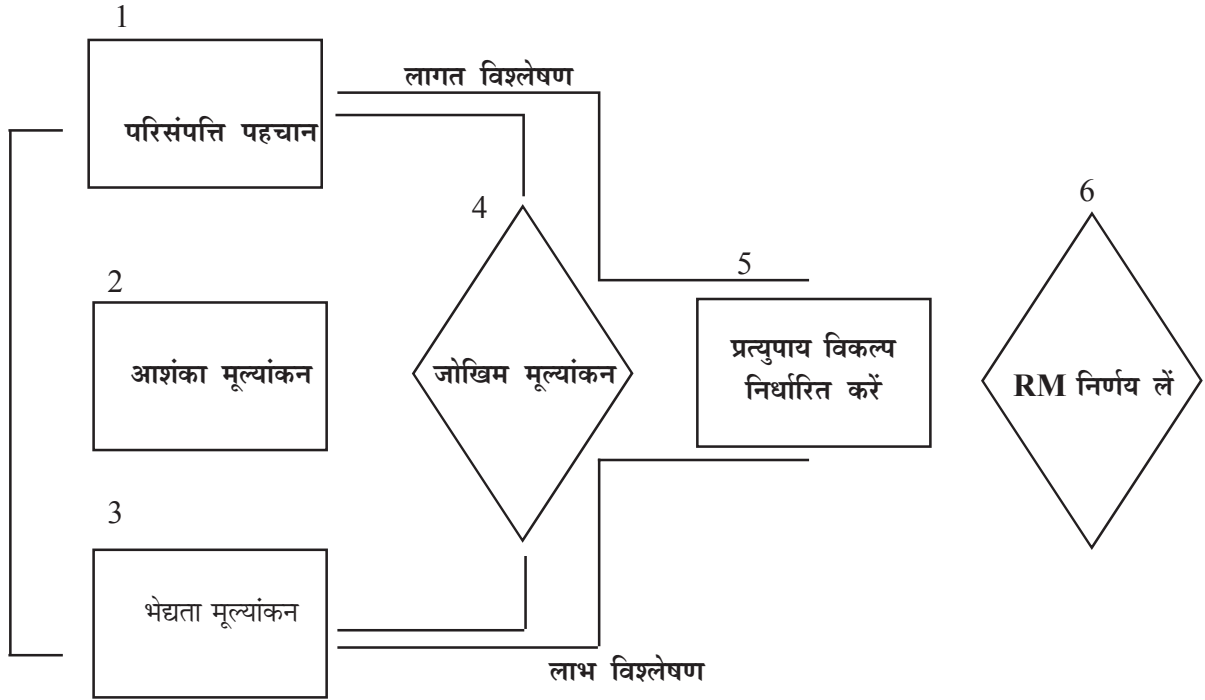 1
परिसंपत्ति पहचान
लागत विश्लेषण
2
आशंका मूल्यांकन
3
भेद्यता मूल्यांकन
4
जोखिम मूल्यांकन
5
प्रत्युपाय विकल्प
निर्धारित करें
लाभ विश्लेषण
6
RM निर्णय लें